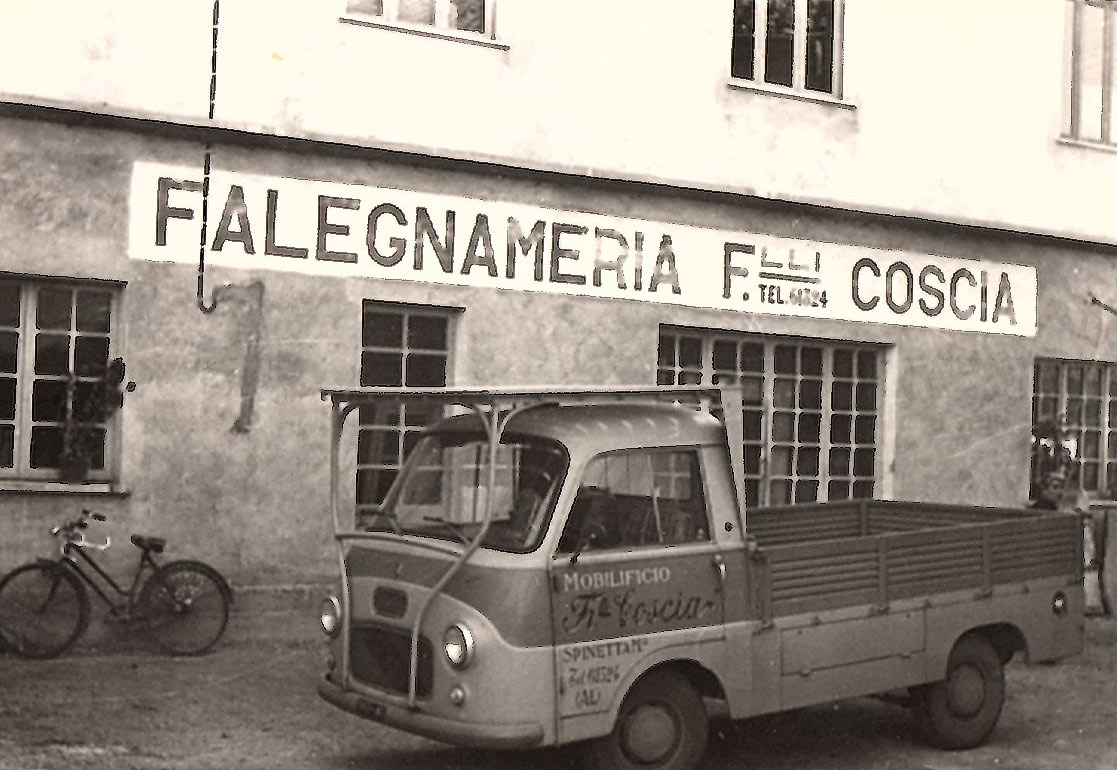 FALEGNAMERIA F.LLI COSCIA
TEL. 61324
MOBILIFICIO
F.lli Coscia
SPINETTA M.
Tel. 61324
(AL)